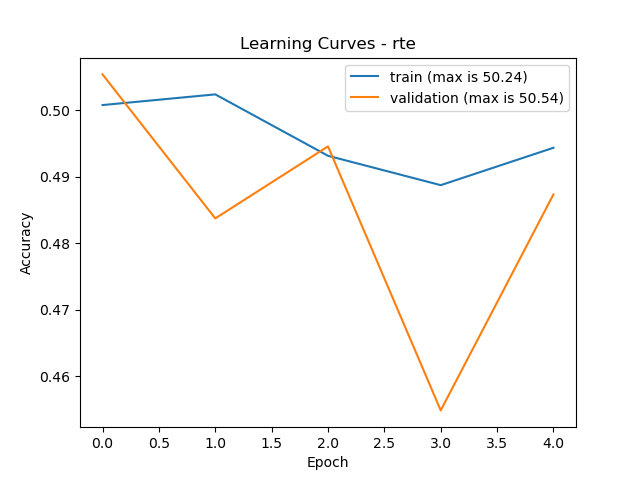 Learning Curves - rte
train (max is 50.24)
validation (max is 50.54)
Accuracy
0.50
0.49
0.48
0.47
0.46
0.0 0.5 1.0 1.5 2.0 2.5 3.0 3.5 4.0
Epoch